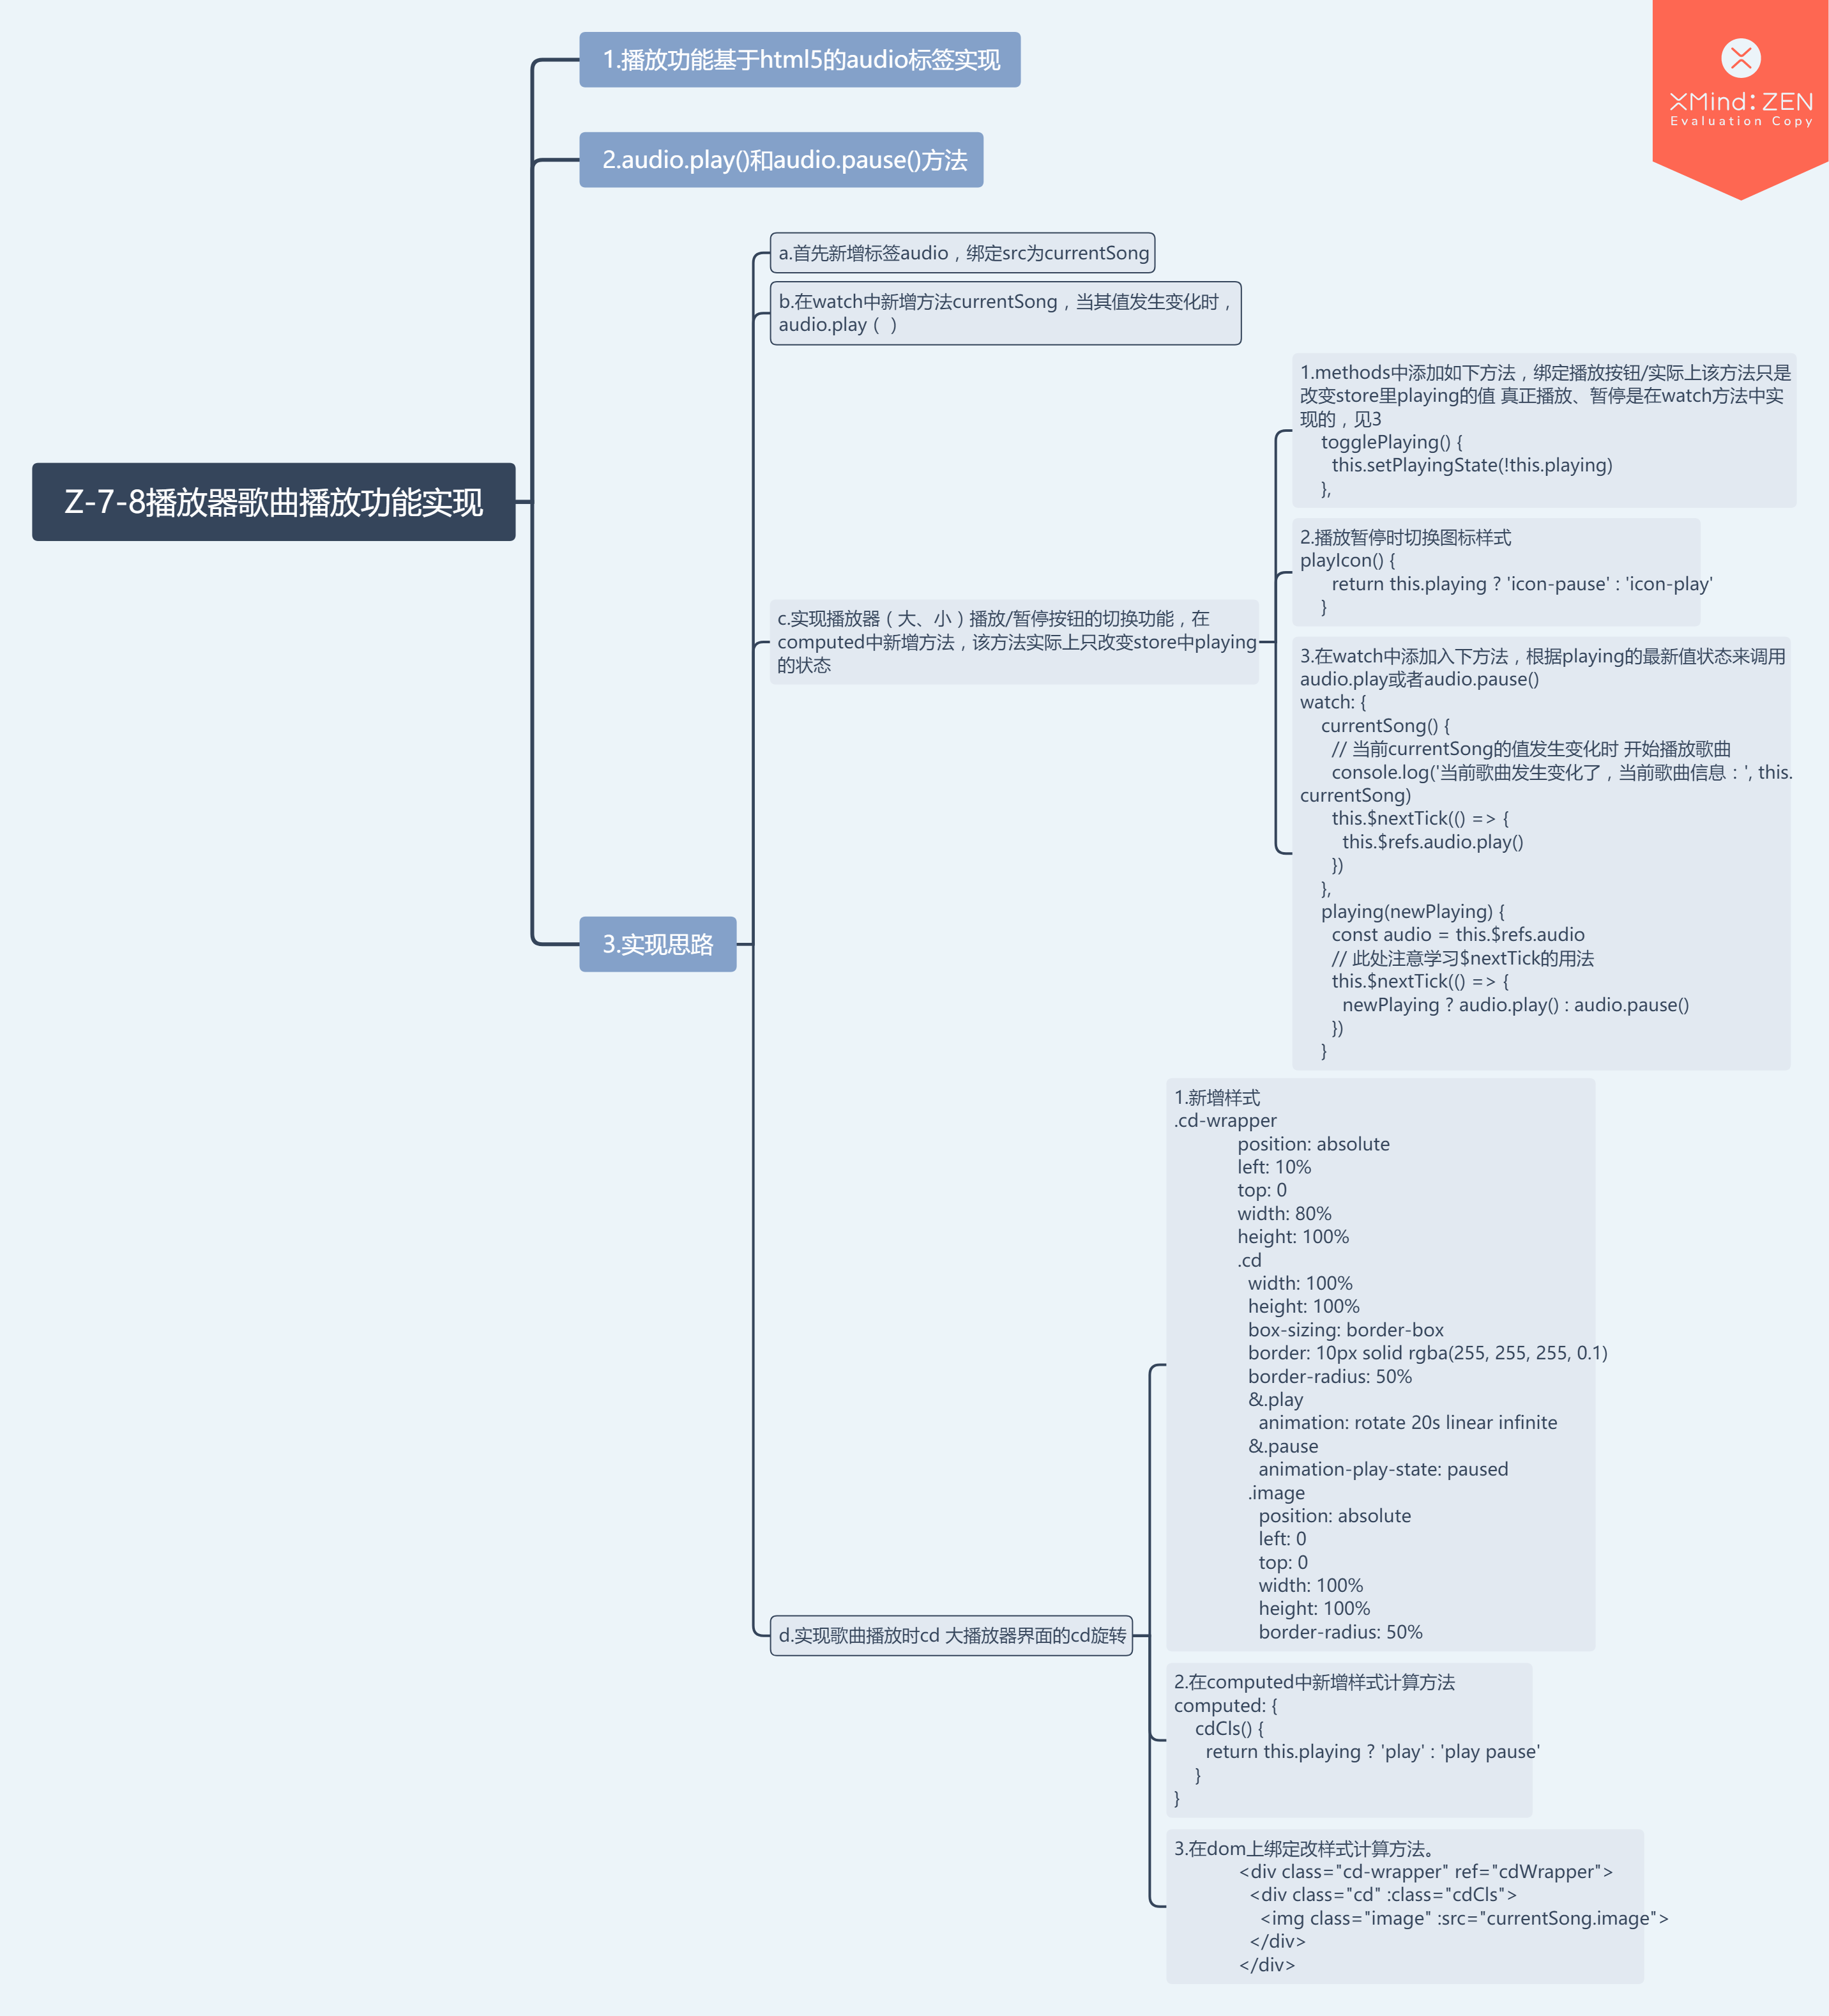 XMind: ZEN
Evaluation Copy
Z-7-8播放器歌曲播放功能实现
1.播放功能基于html5的audio标签实现
2.audio.play()和audio.pause()方法
3.实现思路
a.首先新增标签audio，绑定src为currentSong
b.在watch中新增方法currentSong，当其值发生变化时，
audio.play（ ）
c.实现播放器（大、小）播放/暂停按钮的切换功能，在
computed中新增方法，该方法实际上只改变store中playing
的状态
1.methods中添加如下方法，绑定播放按钮/实际上该方法只是
改变store里playing的值 真正播放、暂停是在watch方法中实
现的，见3
togglePlaying() {
this.setPlayingState(!this.playing)
},
2.播放暂停时切换图标样式
playIcon() {
return this.playing ? 'icon-pause' : 'icon-play'
}
3.在watch中添加入下方法，根据playing的最新值状态来调用
audio.play或者audio.pause()
watch: {
currentSong() {
// 当前currentSong的值发生变化时 开始播放歌曲
console.log('当前歌曲发生变化了，当前歌曲信息：', this.
currentSong)
this.$nextTick(() => {
this.$refs.audio.play()
})
},
playing(newPlaying) {
const audio = this.$refs.audio
// 此处注意学习$nextTick的用法
this.$nextTick(() => {
newPlaying ? audio.play() : audio.pause()
})
}
d.实现歌曲播放时cd 大播放器界面的cd旋转
1.新增样式
.cd-wrapper
position: absolute
left: 10%
top: 0
width: 80%
height: 100%
.cd
width: 100%
height: 100%
box-sizing: border-box
border: 10px solid rgba(255, 255, 255, 0.1)
border-radius: 50%
&.play
animation: rotate 20s linear infinite
&.pause
animation-play-state: paused
.image
position: absolute
left: 0
top: 0
width: 100%
height: 100%
border-radius: 50%
2.在computed中新增样式计算方法
computed: {
cdCls() {
return this.playing ? 'play' : 'play pause'
}
}
3.在dom上绑定改样式计算方法。
<div class="cd-wrapper" ref="cdWrapper">
<div class="cd" :class="cdCls">
<img class="image" :src="currentSong.image">
</div>
</div>